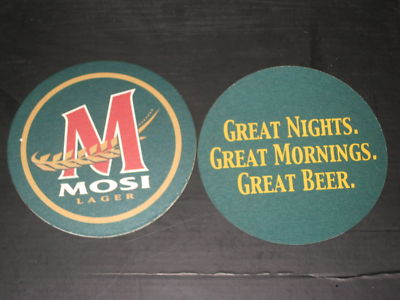 M
MOSI
LAGER
GREAT NIGHTS.
GREAT MORNINGS.
GREAT BEER.